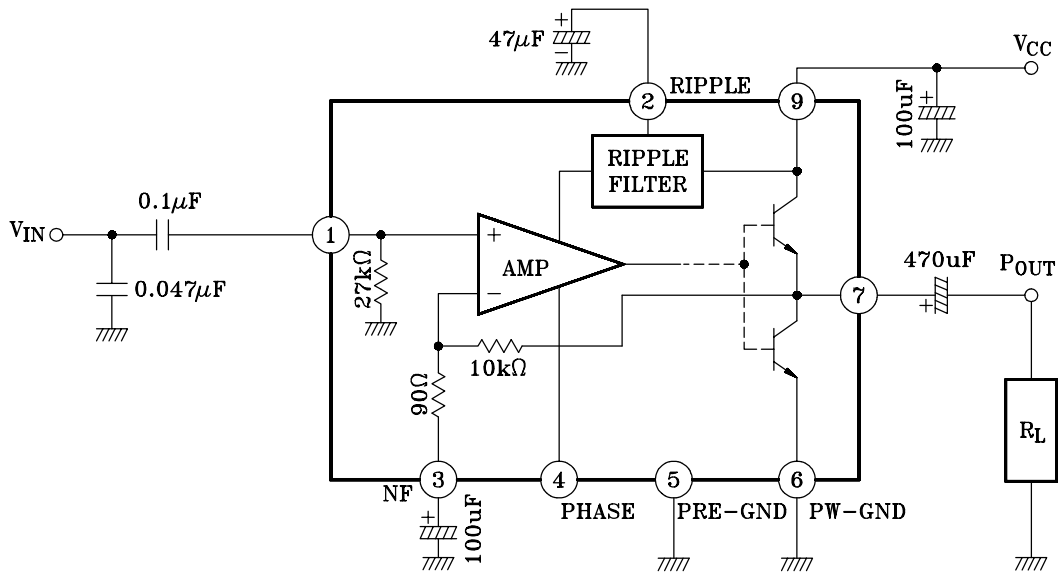 47μF
+
−
2
RIPPLE
9
VCC
+
100uF
RIPPLE
FILTER
VIN
0.1μF
0.047μF
1
27kΩ
+
AMP
−
10kΩ
90Ω
7
470uF
+
POUT
RL
NF
3
4
5
6
PHASE
PRE-GND
PW-GND
+
100uF